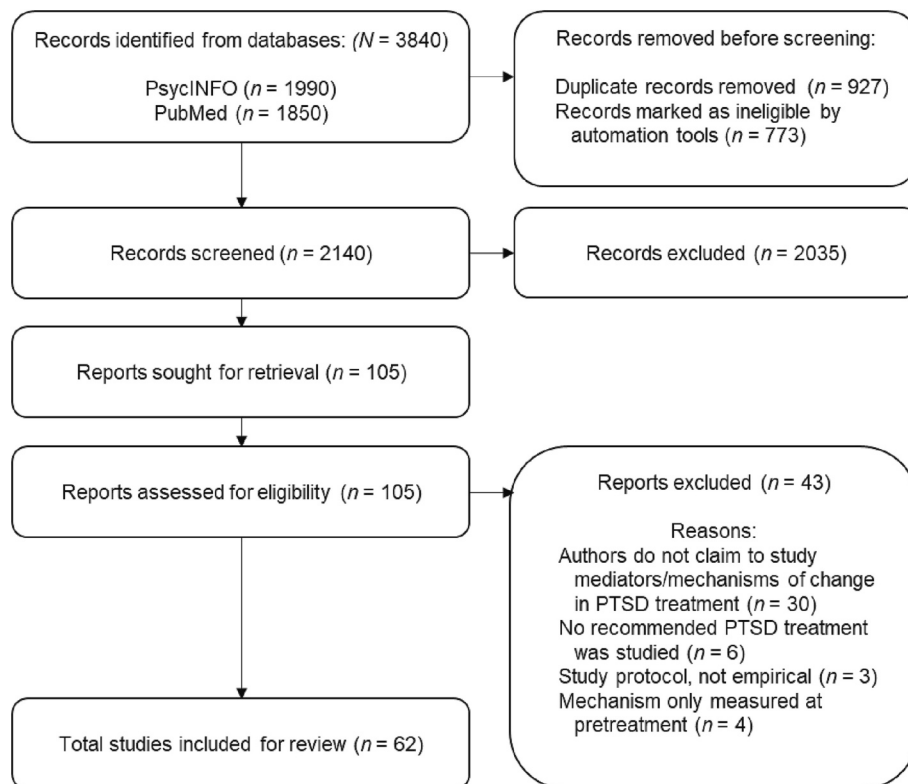 Records identified from databases: (N = 3840)
PsycINFO (n = 1990)
PubMed (n = 1850)
Records removed before screening:
Duplicate records removed (n = 927)
Records marked as ineligible by
automation tools (n = 773)
Records screened (n = 2140)
Records excluded (n = 2035)
Reports sought for retrieval (n = 105)
Reports assessed for eligibility (n = 105)
Reports excluded (n = 43)
Reasons:
Authors do not claim to study
mediators/mechanisms of change
in PTSD treatment (n = 30)
No recommended PTSD treatment
was studied (n = 6)
Study protocol, not empirical (n = 3)
Mechanism only measured at
pretreatment (n = 4)
Total studies included for review (n = 62)